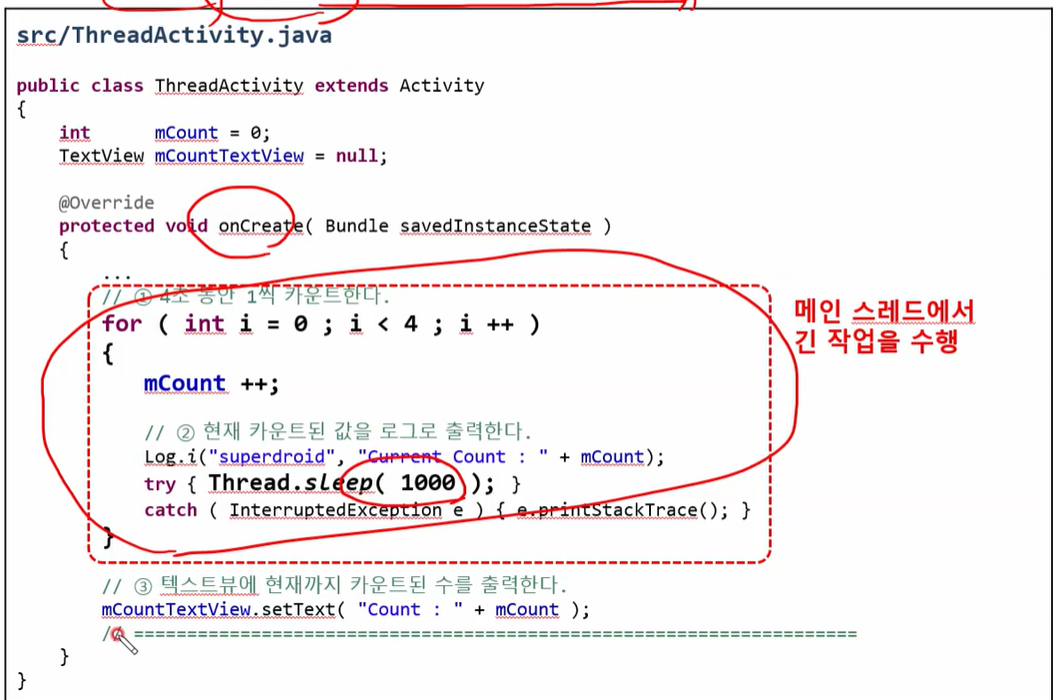 src/ThreadActivity.java
public class ThreadActivity extends Activity
{
int mCount = 0;
TextView mCountTextView = null;
@Override
protected void onCreate( Bundle savedInstanceState )
{
...
// ① 4초 동안 1씩 카운트한다.
for ( int i = 0 ; i < 4 ; i ++ )
{
mCount ++;
// ② 현재 카운트된 값을 로그로 출력한다.
Log.i("superdroid", "Current Count : " + mCount);
try { Thread.sleep( 1000 ); }
catch ( InterruptedException e ) { e.printStackTrace(); }
}
메인 스레드에서
긴 작업을 수행
// ③ 텍스트뷰에 현재까지 카운트된 수를 출력한다.
mCountTextView.setText( "Count : " + mCount );
// ====================================================================
}
}